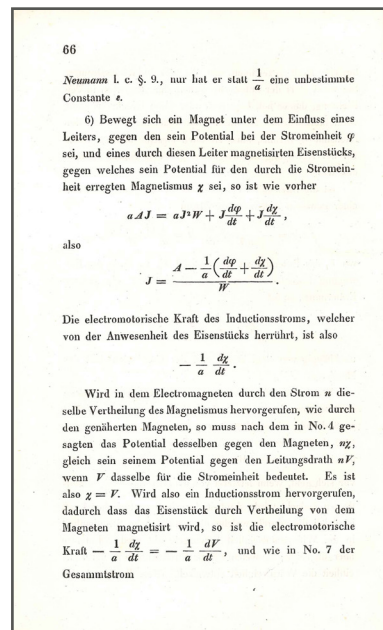 66
Neumann l. c. §. 9., nur hat er statt 1/a eine unbestimmte
Constante ε.
6) Bewegt sich ein Magnet unter dem Einfluss eines
Leiters, gegen den sein Potential bei der Stromeinheit φ
sei, und eines durch diesen Leiter magnetisirten Eisenstücks,
gegen welches sein Potential für den durch die Stromein-
heit erregten Magnetismus χ sei, so ist wie vorher
aAJ = aJ²W + J dφ/dt + J dχ/dt ,
also
J = (A − 1/a (dφ/dt + dχ/dt)) / W .
Die electromotorische Kraft des Inductionsstroms, welcher
von der Anwesenheit des Eisenstücks herrührt, ist also
− 1/a dχ/dt .
Wird in dem Electromagneten durch den Strom n die-
selbe Vertheilung des Magnetismus hervorgerufen, wie durch
den genäherten Magneten, so muss nach dem in No. 4 ge-
sagten das Potential desselben gegen den Magneten, nχ,
gleich sein seinem Potential gegen den Leitungsdrath nV,
wenn V dasselbe für die Stromeinheit bedeutet. Es ist
also χ = V. Wird also ein Inductionsstrom hervorgerufen,
dadurch dass das Eisenstück durch Vertheilung von dem
Magneten magnetisirt wird, so ist die electromotorische
Kraft − 1/a dχ/dt = − 1/a dV/dt , und wie in No. 7 der
Gesammtstrom